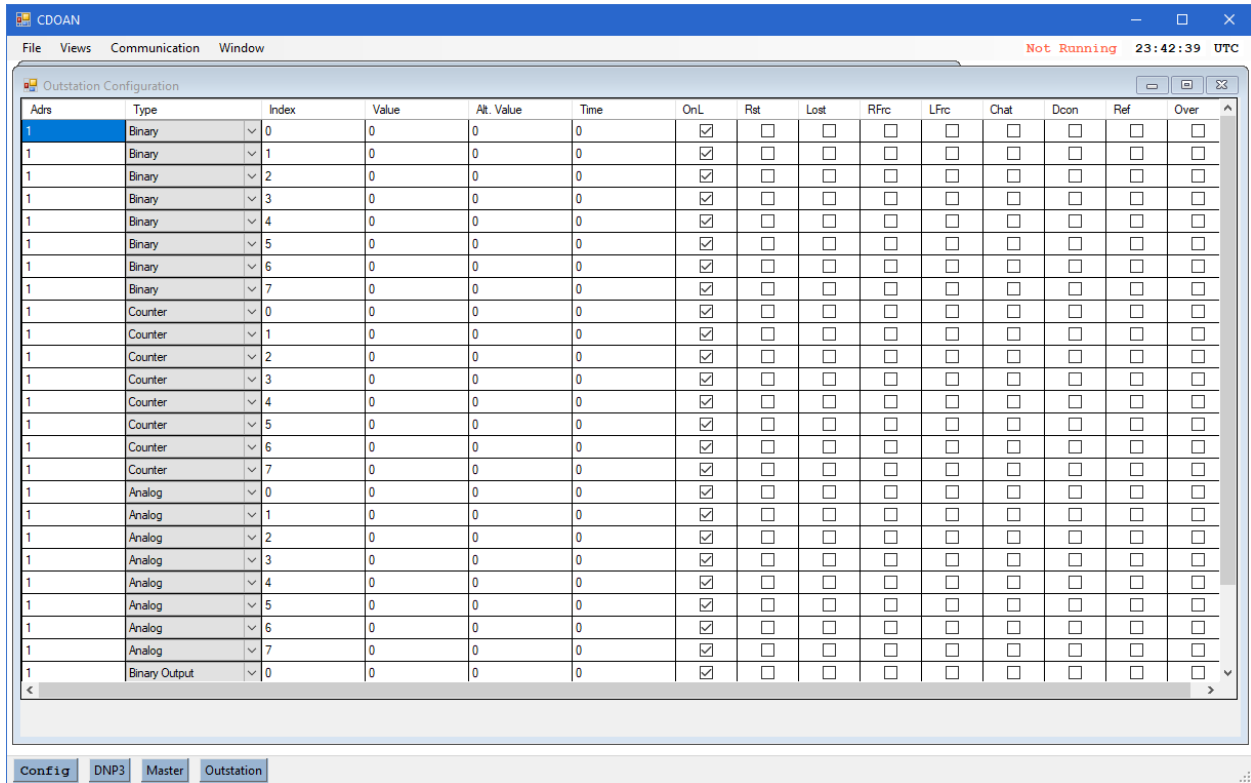 CDOAN
File Views Communication Window Not Running 23:42:39 UTC
Outstation Configuration
Adrs Type Index Value Alt. Value Time OnL Rst Lost RFrc LFrc Chat Dcon Ref Over
1 Binary 0 0 0 0
1 Binary 1 0 0 0
1 Binary 2 0 0 0
1 Binary 3 0 0 0
1 Binary 4 0 0 0
1 Binary 5 0 0 0
1 Binary 6 0 0 0
1 Binary 7 0 0 0
1 Counter 0 0 0 0
1 Counter 1 0 0 0
1 Counter 2 0 0 0
1 Counter 3 0 0 0
1 Counter 4 0 0 0
1 Counter 5 0 0 0
1 Counter 6 0 0 0
1 Counter 7 0 0 0
1 Analog 0 0 0 0
1 Analog 1 0 0 0
1 Analog 2 0 0 0
1 Analog 3 0 0 0
1 Analog 4 0 0 0
1 Analog 5 0 0 0
1 Analog 6 0 0 0
1 Analog 7 0 0 0
1 Binary Output 0 0 0 0
Config DNP3 Master Outstation